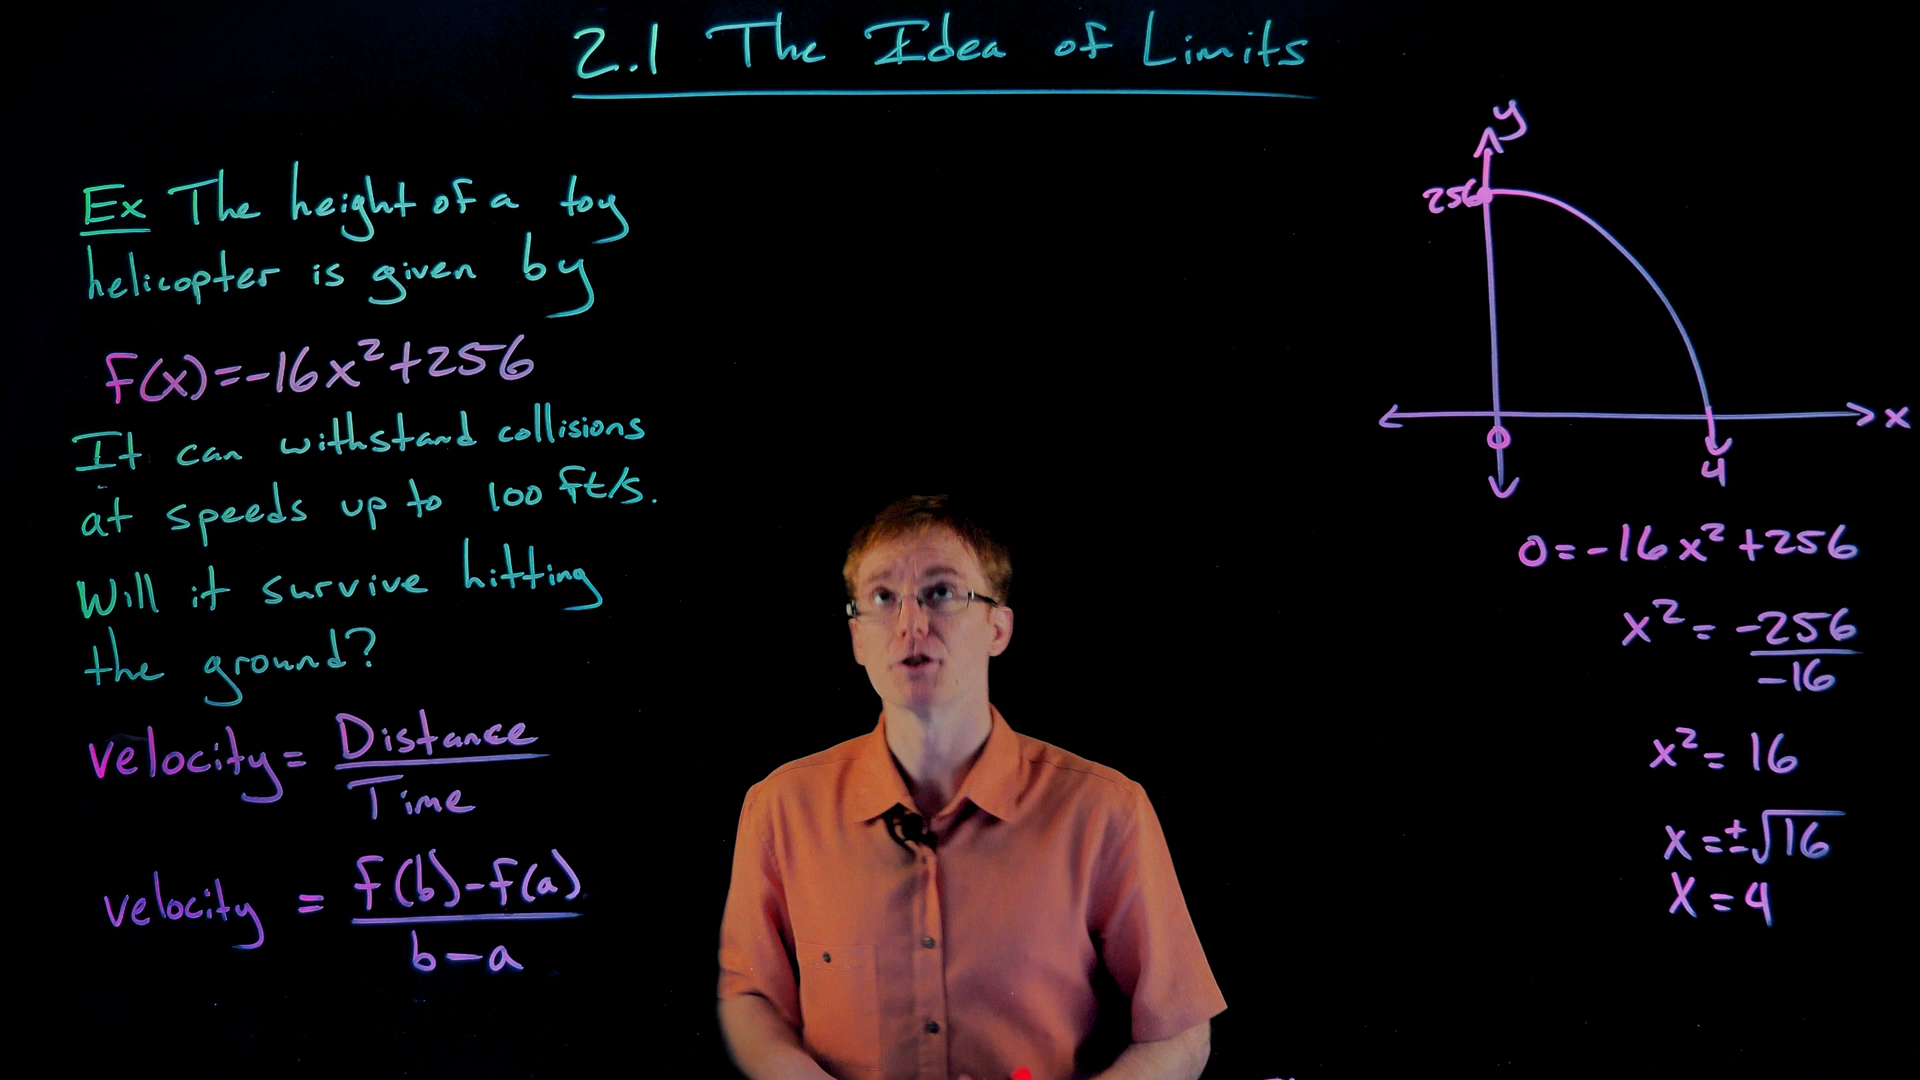 2.1 The Idea of Limits
Ex The height of a toy
helicopter is given by
f(x)=-16x²+256
It can withstand collisions
at speeds up to 100 ft/s.
Will it survive hitting
the ground?
velocity = Distance
Time
velocity = f(b)-f(a)
b-a
y
256
x
0
4
0=-16x²+256
x² = -256
-16
x² = 16
x = ±√16
x = 4